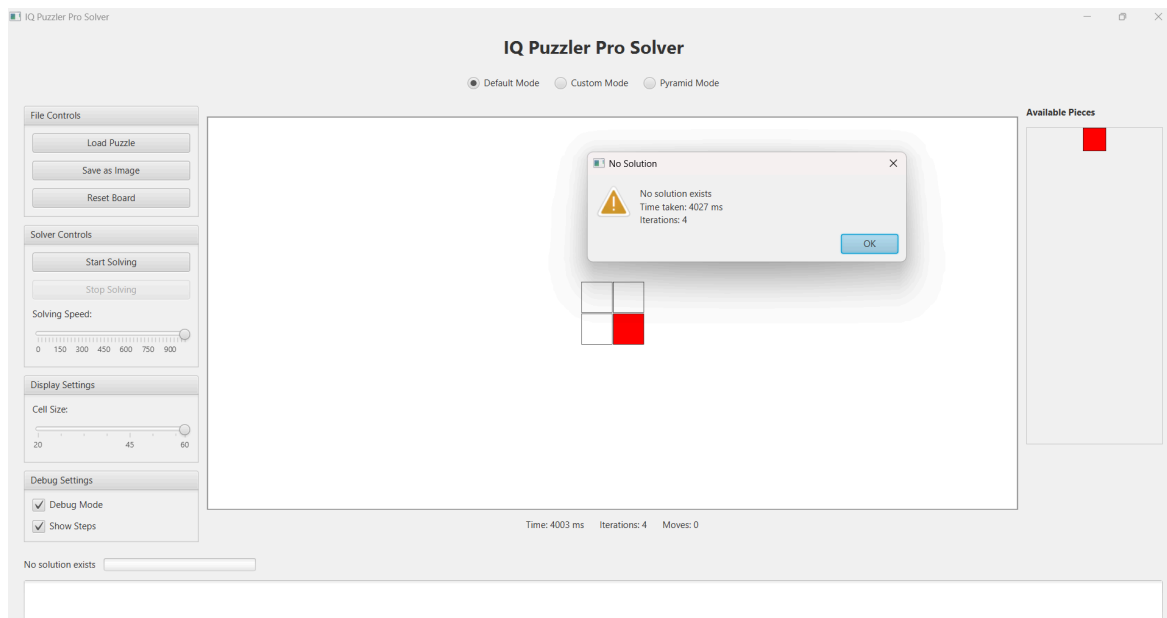 IQ Puzzler Pro Solver
IQ Puzzler Pro Solver
Default Mode Custom Mode Pyramid Mode
File Controls
Load Puzzle
Save as Image
Reset Board
Solver Controls
Start Solving
Stop Solving
Solving Speed:
0 150 300 450 600 750 900
Display Settings
Cell Size:
20 45 60
Debug Settings
Debug Mode
Show Steps
No Solution
No solution exists
Time taken: 4027 ms
Iterations: 4
OK
Available Pieces
Time: 4003 ms Iterations: 4 Moves: 0
No solution exists